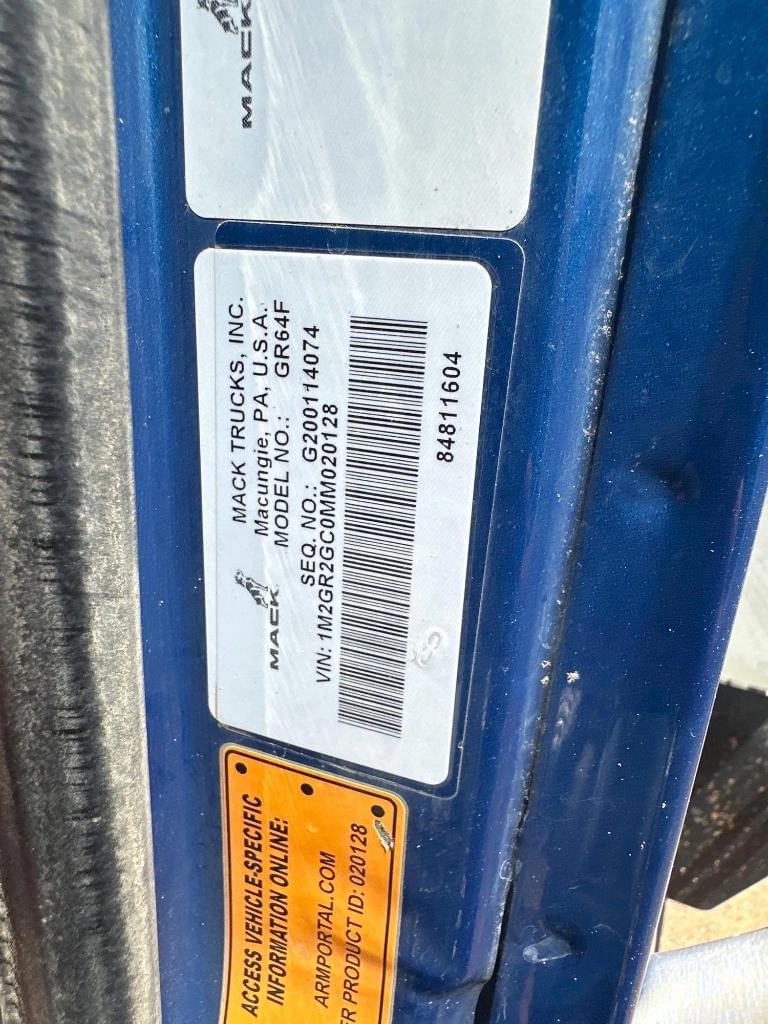 MACK
MACK TRUCKS, INC.
Macungie, PA, U.S.A.
MODEL NO.: GR64F
MACK
SEQ. NO.: G200114074
VIN: 1M2GR2GC0MM020128
84811604
ACCESS VEHICLE-SPECIFIC
INFORMATION ONLINE:
ARMPORTAL.COM
PRODUCT ID: 020128